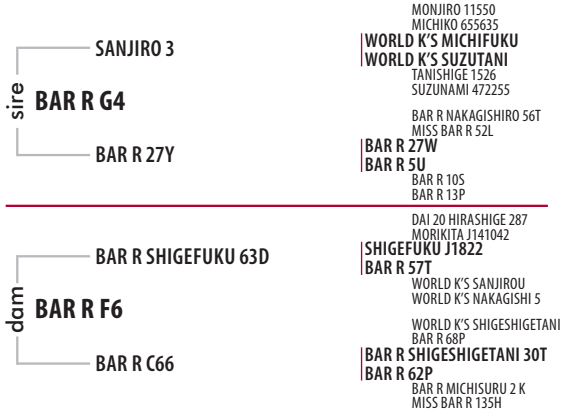 MONJIRO 11550
MICHIKO 655635
WORLD K'S MICHIFUKU
SANJIRO 3
WORLD K'S SUZUTANI
TANISHIGE 1526
SUZUNAMI 472255
sire
BAR R G4
BAR R NAKAGISHIRO 56T
MISS BAR R 52L
BAR R 27W
BAR R 27Y
BAR R 5U
BAR R 10S
BAR R 13P
DAI 20 HIRASHIGE 287
MORIKITA J141042
SHIGEFUKU J1822
BAR R SHIGEFUKU 63D
BAR R 57T
WORLD K'S SANJIROU
WORLD K'S NAKAGISHI 5
dam
BAR R F6
WORLD K'S SHIGESHIGETANI
BAR R 68P
BAR R SHIGESHIGETANI 30T
BAR R C66
BAR R 62P
BAR R MICHISURU 2 K
MISS BAR R 135H